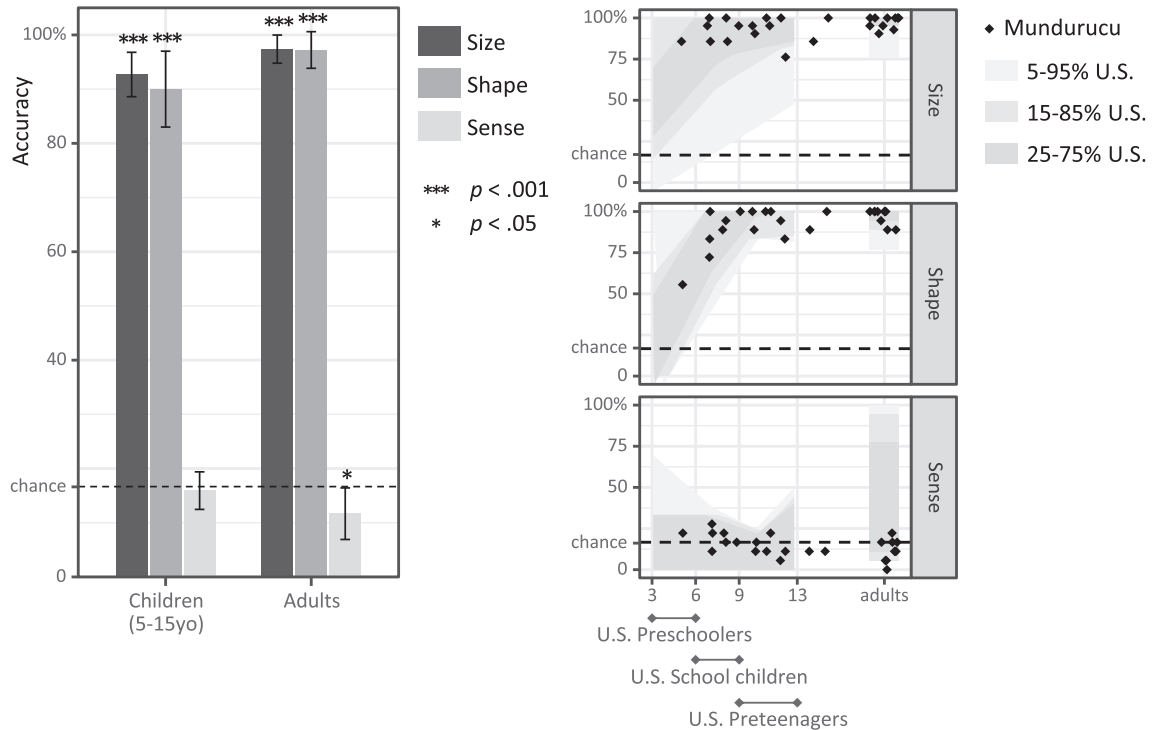 Accuracy
100%
80
60
40
chance
0
*** ***
*** ***
*
Children
(5-15yo)
Adults
Size
Shape
Sense
*** p < .001
* p < .05
100%
75
50
chance
0
Size
100%
75
50
chance
0
Shape
100%
75
50
chance
0
Sense
3 6 9 13 adults
U.S. Preschoolers
U.S. School children
U.S. Preteenagers
Mundurucu
5-95% U.S.
15-85% U.S.
25-75% U.S.